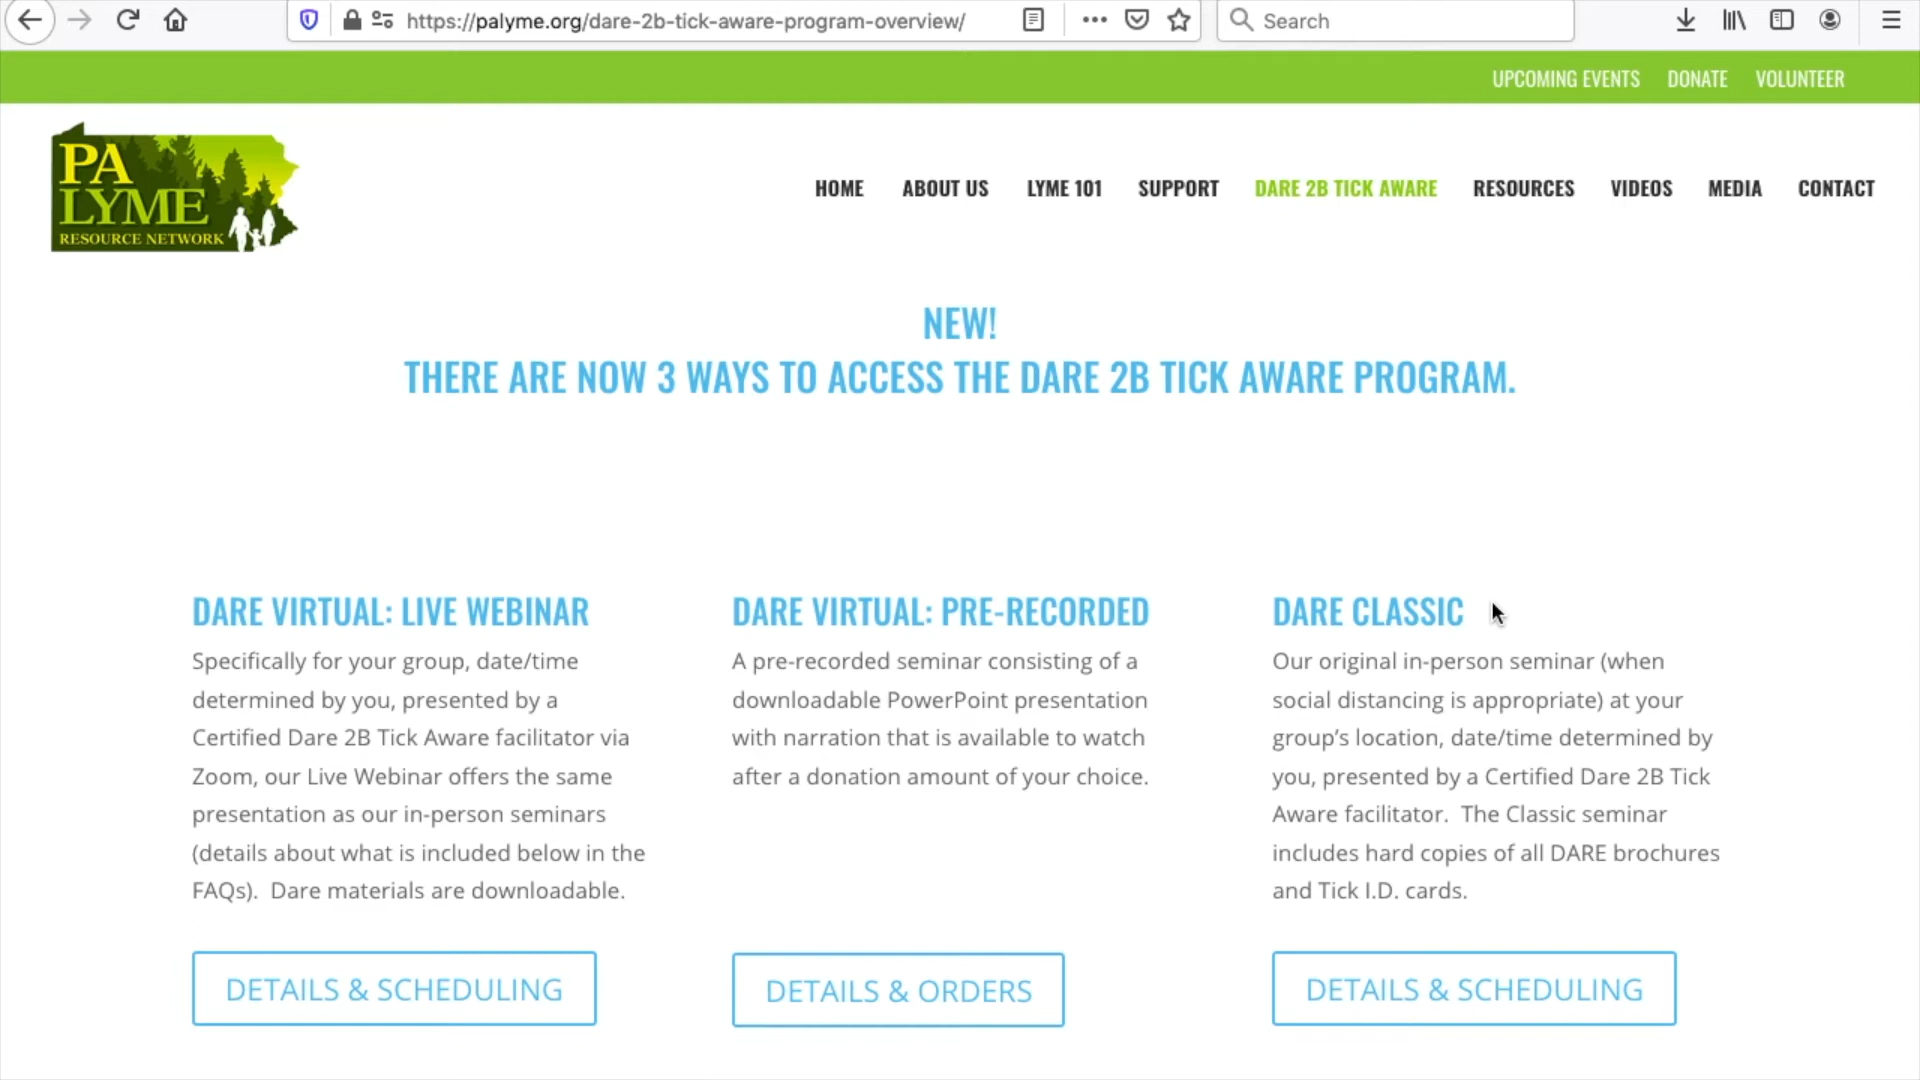 https://palyme.org/dare-2b-tick-aware-program-overview/
Search
UPCOMING EVENTS
DONATE
VOLUNTEER
PA
LYME
RESOURCE NETWORK
HOME
ABOUT US
LYME 101
SUPPORT
DARE 2B TICK AWARE
RESOURCES
VIDEOS
MEDIA
CONTACT
NEW!
THERE ARE NOW 3 WAYS TO ACCESS THE DARE 2B TICK AWARE PROGRAM.
DARE VIRTUAL: LIVE WEBINAR
Specifically for your group, date/time
determined by you, presented by a
Certified Dare 2B Tick Aware facilitator via
Zoom, our Live Webinar offers the same
presentation as our in-person seminars
(details about what is included below in the
FAQs).  Dare materials are downloadable.
DETAILS & SCHEDULING
DARE VIRTUAL: PRE-RECORDED
A pre-recorded seminar consisting of a
downloadable PowerPoint presentation
with narration that is available to watch
after a donation amount of your choice.
DETAILS & ORDERS
DARE CLASSIC
Our original in-person seminar (when
social distancing is appropriate) at your
group’s location, date/time determined by
you, presented by a Certified Dare 2B Tick
Aware facilitator.  The Classic seminar
includes hard copies of all DARE brochures
and Tick I.D. cards.
DETAILS & SCHEDULING